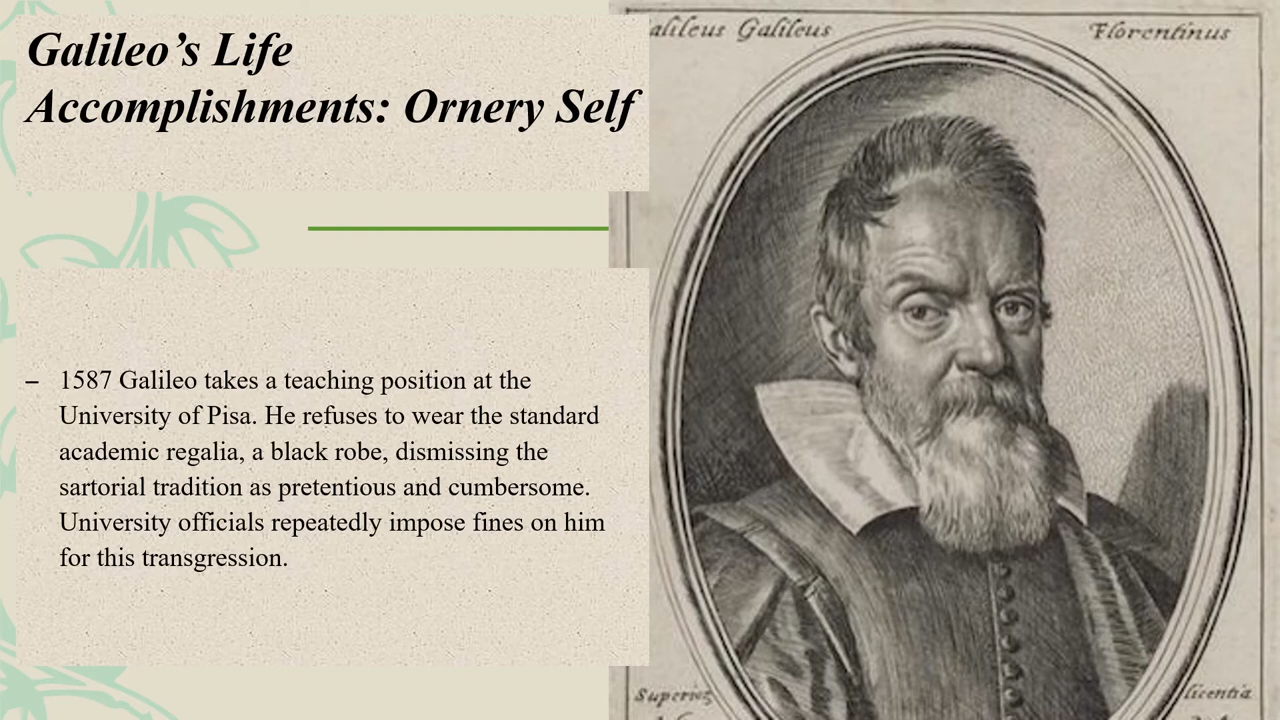 Galileo’s Life
Accomplishments: Ornery Self
alileus Galileus Florentinus
– 1587 Galileo takes a teaching position at the
University of Pisa. He refuses to wear the standard
academic regalia, a black robe, dismissing the
sartorial tradition as pretentious and cumbersome.
University officials repeatedly impose fines on him
for this transgression.
Superior licentia